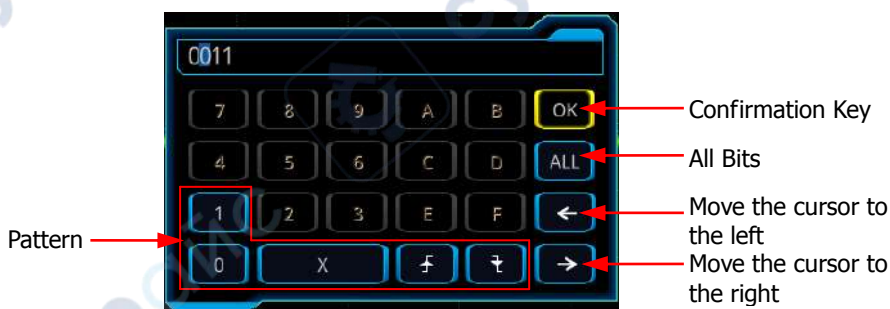 0011
7 8 9 A B OK
Confirmation Key
4 5 6 C D ALL
All Bits
1 2 3 E F ←
Move the cursor to
the left
Pattern
0 X →
Move the cursor to
the right